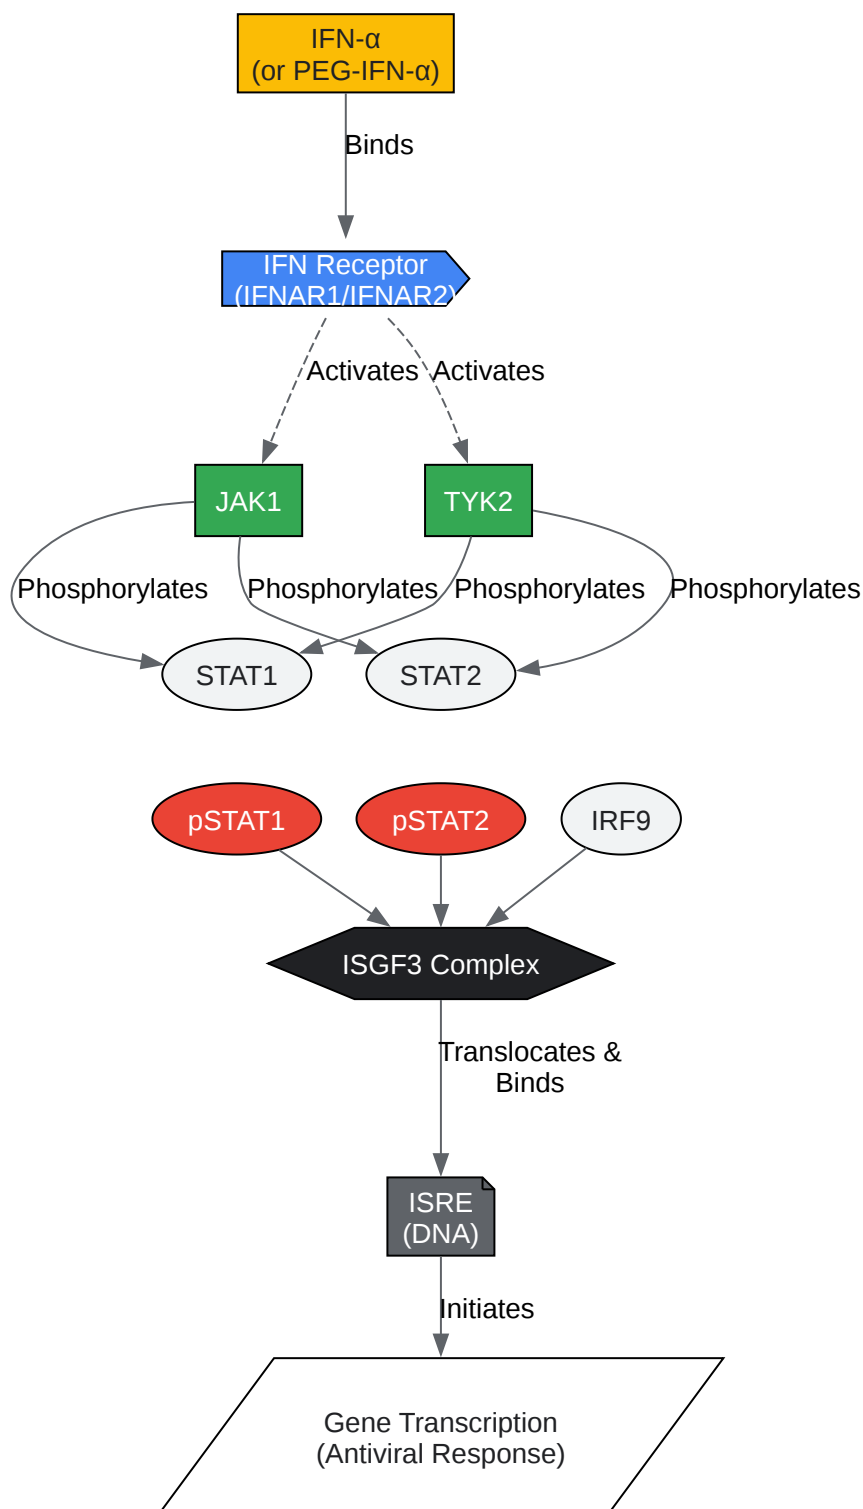 IFN-α
(or PEG-IFN-α)
Binds
IFN Receptor
(IFNAR1/IFNAR2)
Activates
Activates
JAK1
TYK2
Phosphorylates
Phosphorylates
Phosphorylates
Phosphorylates
STAT1
STAT2
pSTAT1
pSTAT2
IRF9
ISGF3 Complex
Translocates &
Binds
ISRE
(DNA)
Initiates
Gene Transcription
(Antiviral Response)